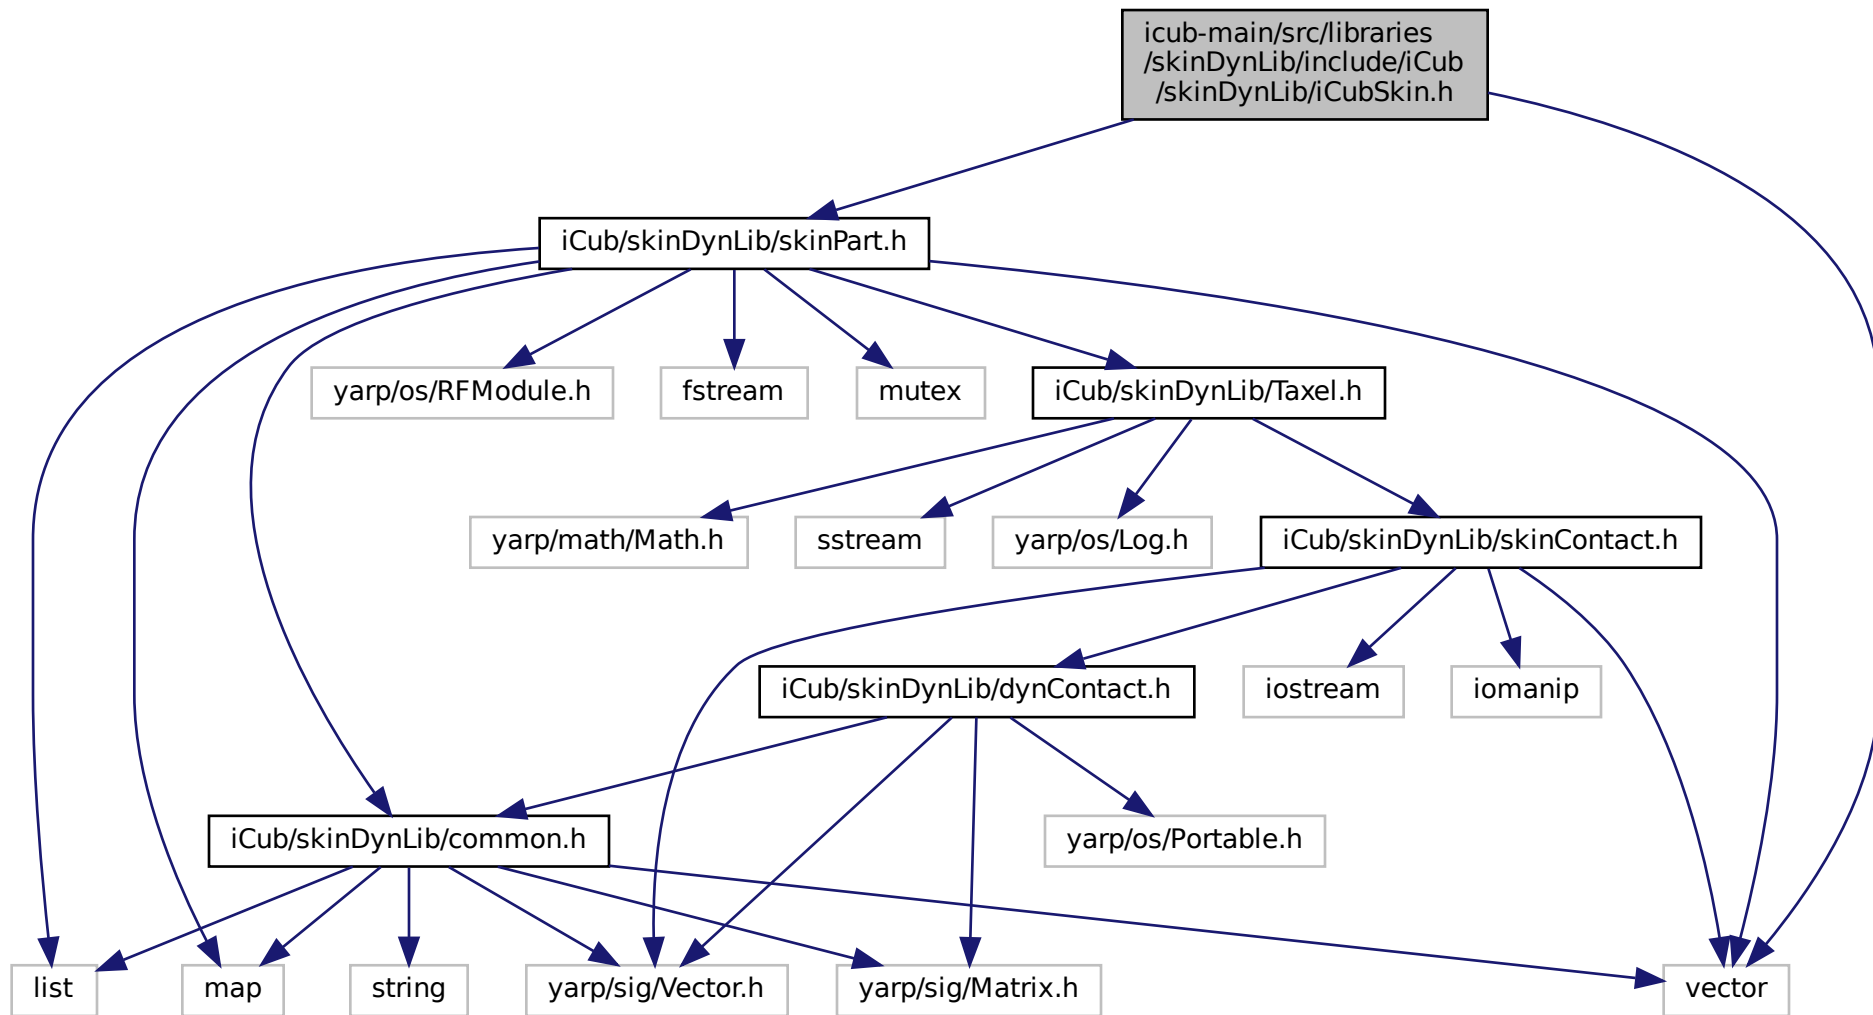 icub-main/src/libraries
/skinDynLib/include/iCub
/skinDynLib/iCubSkin.h
iCub/skinDynLib/skinPart.h
yarp/os/RFModule.h
fstream
mutex
iCub/skinDynLib/Taxel.h
yarp/math/Math.h
sstream
yarp/os/Log.h
iCub/skinDynLib/skinContact.h
iCub/skinDynLib/dynContact.h
iostream
iomanip
iCub/skinDynLib/common.h
yarp/os/Portable.h
list
map
string
yarp/sig/Vector.h
yarp/sig/Matrix.h
vector